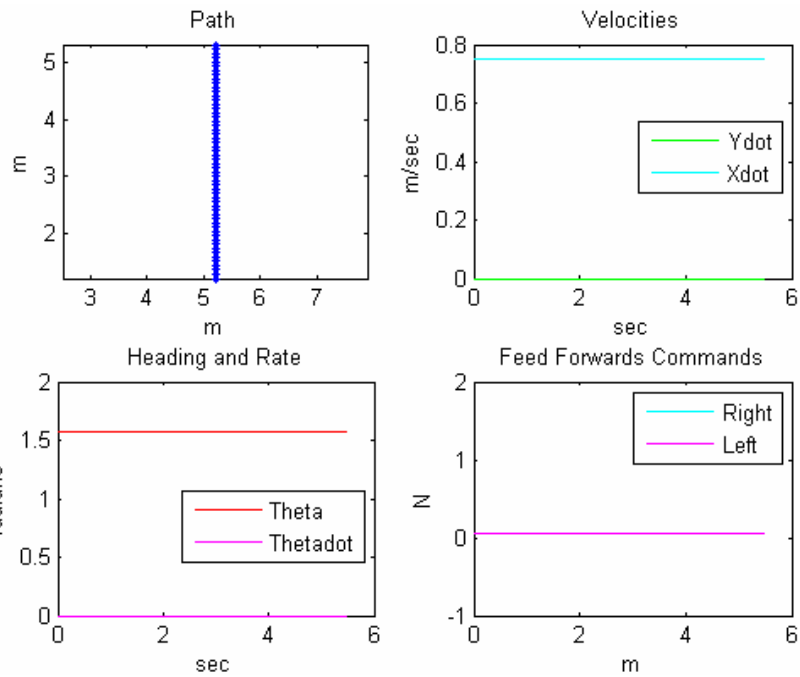 Path
5
4
3
2
m
3 4 5 6 7
m
Velocities
0.8
0.6
0.4
0.2
0
m/sec
Ydot
Xdot
0 2 4 6
sec
Heading and Rate
2
1.5
1
0.5
0
Theta
Thetadot
0 2 4 6
sec
Feed Forwards Commands
2
1
0
-1
N
Right
Left
0 2 4 6
m